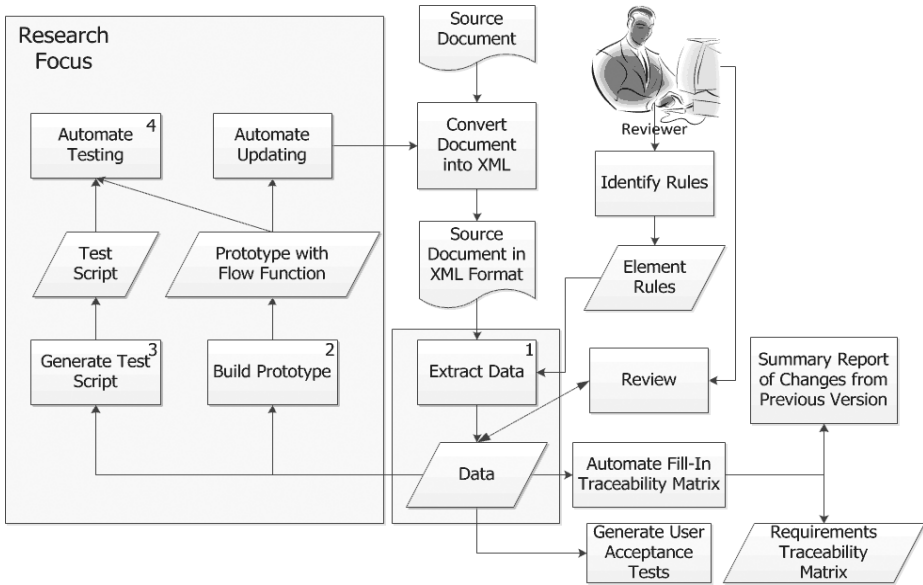 Research
Focus
Source
Document
4
Automate
Testing
Automate
Updating
Convert
Document
into XML
Reviewer
Identify Rules
Test
Script
Prototype with
Flow Function
Source
Document in
XML Format
Element
Rules
3
Generate Test
Script
2
Build Prototype
1
Extract Data
Review
Summary Report
of Changes from
Previous Version
Data
Automate Fill-In
Traceability Matrix
Generate User
Acceptance
Tests
Requirements
Traceability
Matrix